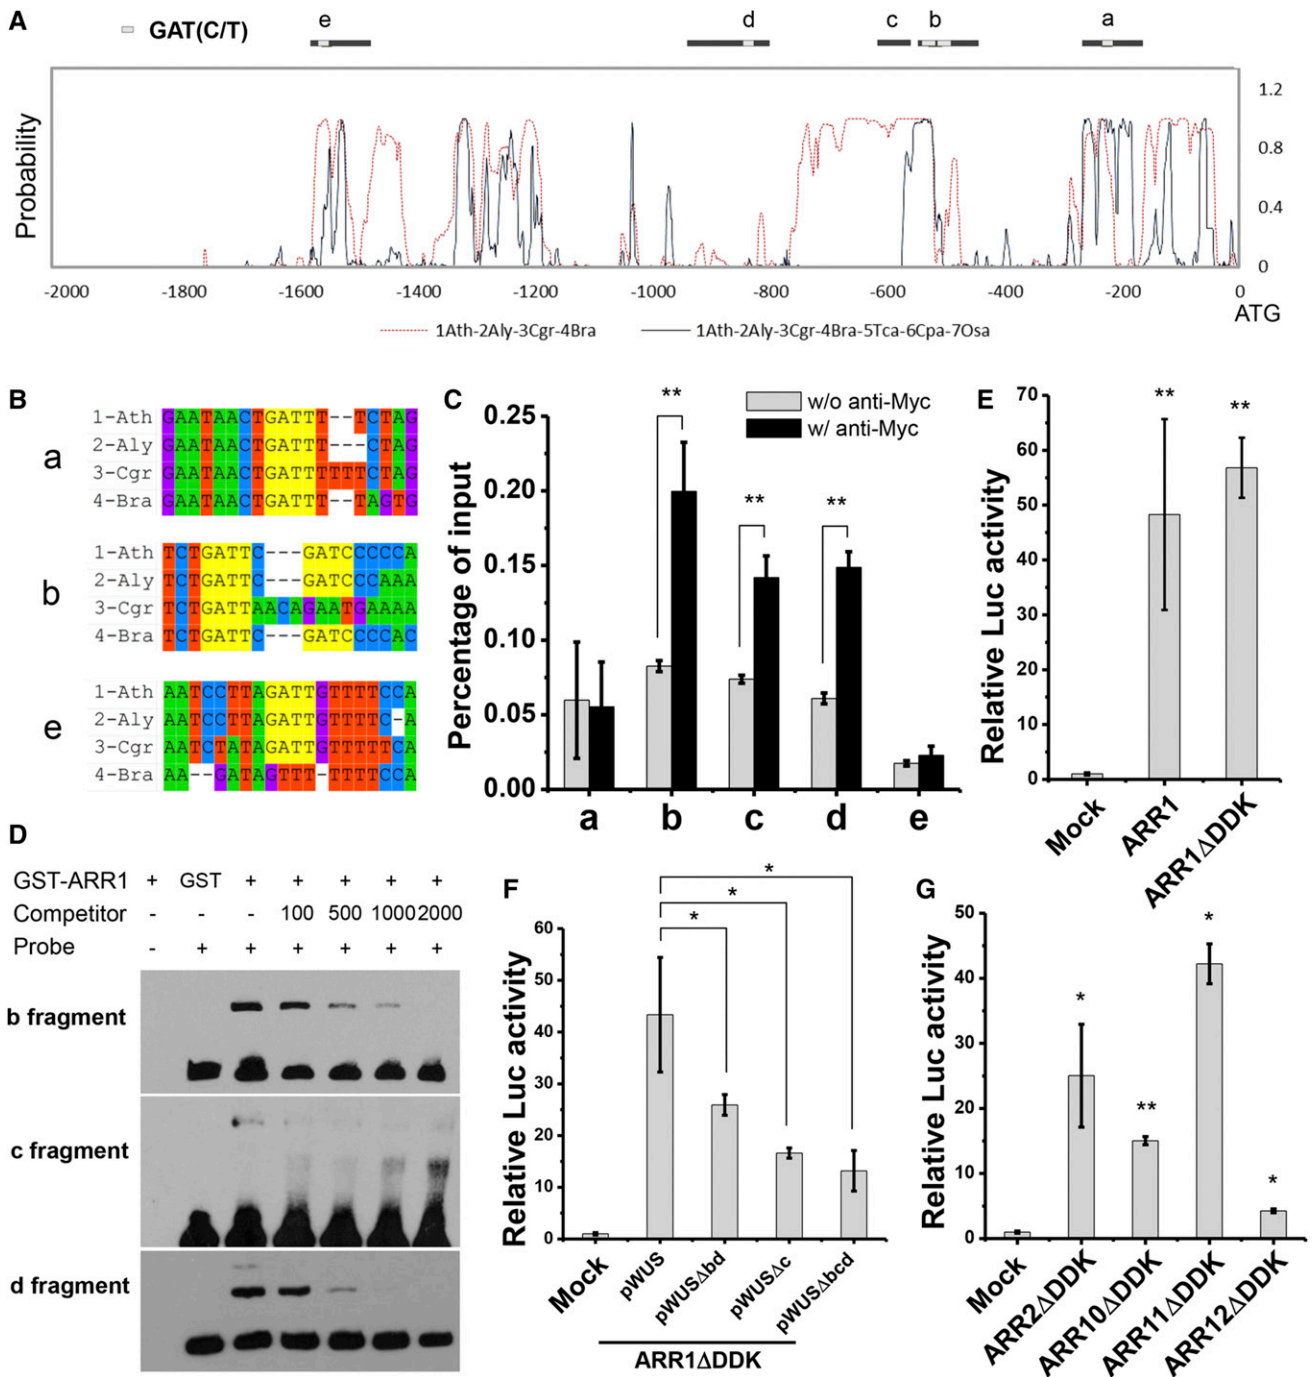 A
GAT(C/T)
e
d
c
b
a
Probability
1.2
0.8
0.4
0
-2000
-1800
-1600
-1400
-1200
-1000
-800
-600
-400
-200
0
ATG
1Ath-2Aly-3Cgr-4Bra
1Ath-2Aly-3Cgr-4Bra-5Tca-6Cpa-7Osa
B
a
1-Ath GAATAACTGATTT--TCTAG
2-Aly GAATAACTGATTT---CTAG
3-Cgr GAATAACTGATTTTTTCTAG
4-Bra GAATAACTGATTT--TAGTG
b
1-Ath TCTGATTC---GATCCCCCA
2-Aly TCTGATTC---GATCCCAAA
3-Cgr TCTGATTAACAGAATGAAAA
4-Bra TCTGATTC---GATCCCCAC
e
1-Ath AATCCTTAGATTGTTTTCCA
2-Aly AATCCTTAGATTGTTTTC-A
3-Cgr AATCTATAGATTGTTTTTCA
4-Bra AA--GATAGTTT-TTTTCCA
C
w/o anti-Myc
w/ anti-Myc
Percentage of input
0.25
0.20
0.15
0.10
0.05
0.00
**
**
**
a
b
c
d
e
D
GST-ARR1 + GST + + + + +
Competitor - - - 100 500 1000 2000
Probe - + + + + + +
b fragment
c fragment
d fragment
E
Relative Luc activity
70
60
50
40
30
20
10
0
**
**
Mock
ARR1
ARR1ΔDDK
F
Relative Luc activity
60
50
40
30
20
10
0
*
*
*
Mock
pWUS
pWUSΔbd
pWUSΔc
pWUSΔbcd
ARR1ΔDDK
G
Relative Luc activity
50
40
30
20
10
0
*
**
*
*
Mock
ARR2ΔDDK
ARR10ΔDDK
ARR11ΔDDK
ARR12ΔDDK